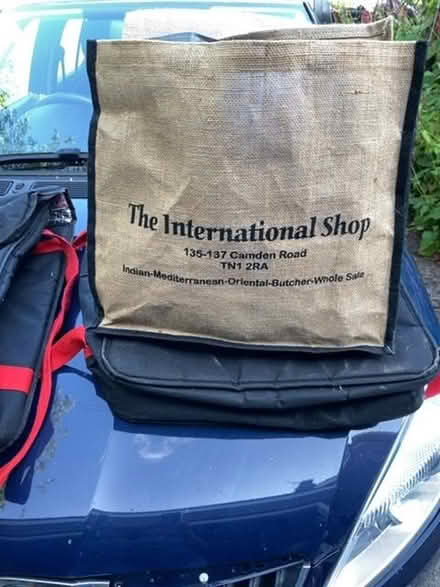 The International Shop
135-137 Camden Road
TN1 2RA
Indian-Mediterranean-Oriental-Butcher-Whole Sale